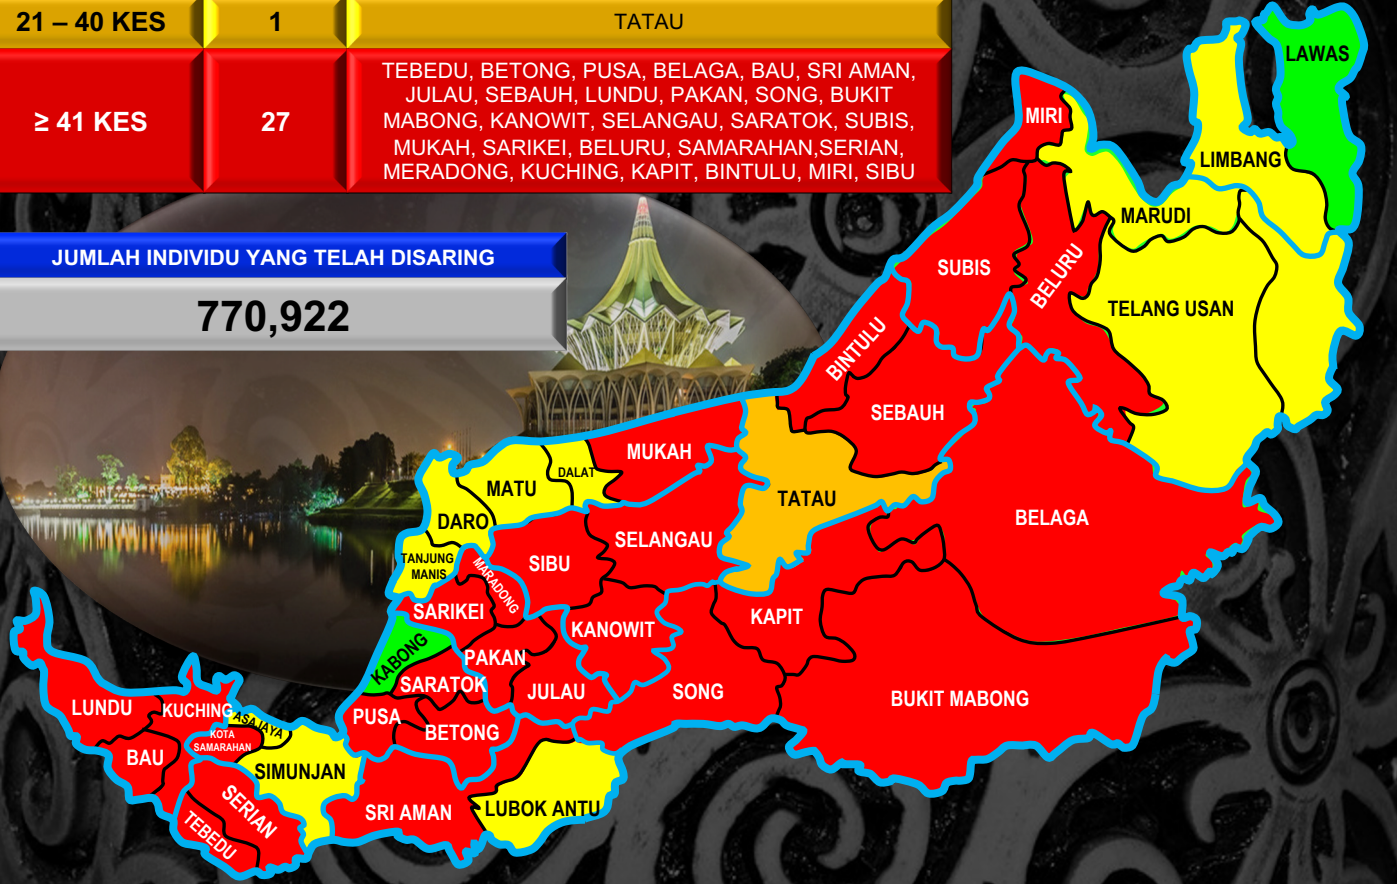 21 – 40 KES 1 TATAU
≥ 41 KES 27
TEBEDU, BETONG, PUSA, BELAGA, BAU, SRI AMAN,
JULAU, SEBAUH, LUNDU, PAKAN, SONG, BUKIT
MABONG, KANOWIT, SELANGAU, SARATOK, SUBIS,
MUKAH, SARIKEI, BELURU, SAMARAHAN,SERIAN,
MERADONG, KUCHING, KAPIT, BINTULU, MIRI, SIBU
JUMLAH INDIVIDU YANG TELAH DISARING
770,922
LAWAS
MIRI
LIMBANG
MARUDI
SUBIS
BELURU
TELANG USAN
BINTULU
SEBAUH
MUKAH
DALAT
MATU
TATAU
DARO
BELAGA
SELANGAU
TANJUNG
MANIS
SIBU
MARADONG
SARIKEI
KAPIT
KANOWIT
KABONG
PAKAN
SARATOK
JULAU
SONG
BUKIT MABONG
LUNDU
KUCHING
ASAJAYA
PUSA
BETONG
KOTA
SAMARAHAN
BAU
SIMUNJAN
SERIAN
SRI AMAN
LUBOK ANTU
TEBEDU